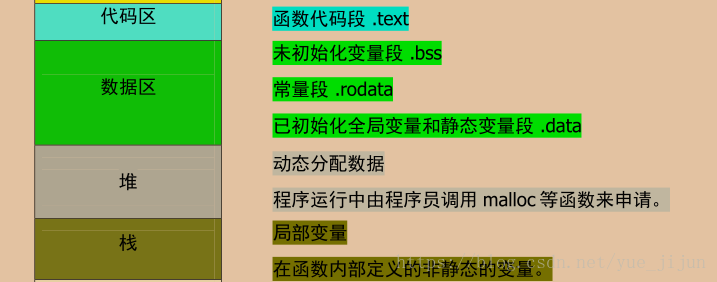 代码区
函数代码段 .text
未初始化变量段 .bss
数据区
常量段 .rodata
已初始化全局变量和静态变量段 .data
动态分配数据
堆
程序运行中由程序员调用 malloc 等函数来申请。
局部变量
栈
在函数内部定义的非静态的变量。
https://blog.csdn.net/yue_jijun